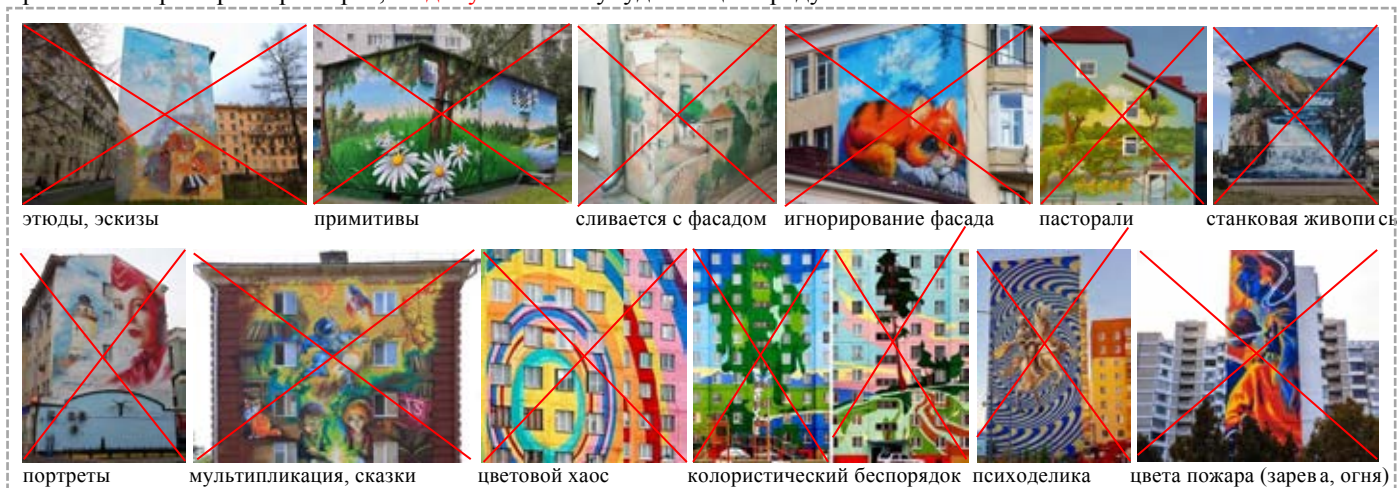 этюды, эскизы примитивы сливается с фасадом игнорирование фасада пасторали станковая живопись
портреты мультипликация, сказки цветовой хаос колористический беспорядок психоделика цвета пожара (зарева, огня)